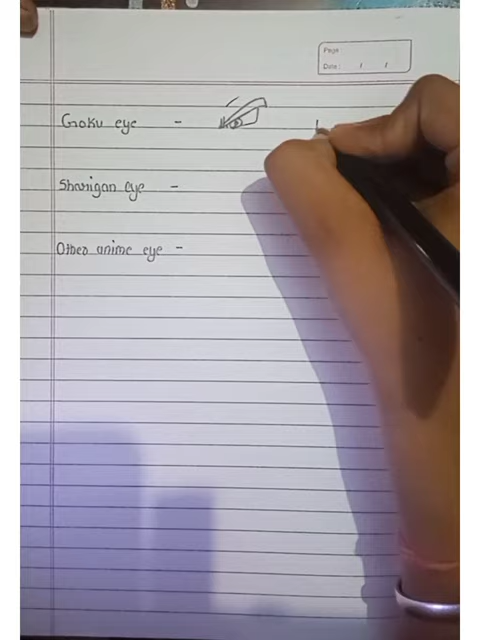 Page
Date : / /
Goku eye -
Sharigan eye -
Other anime eye -